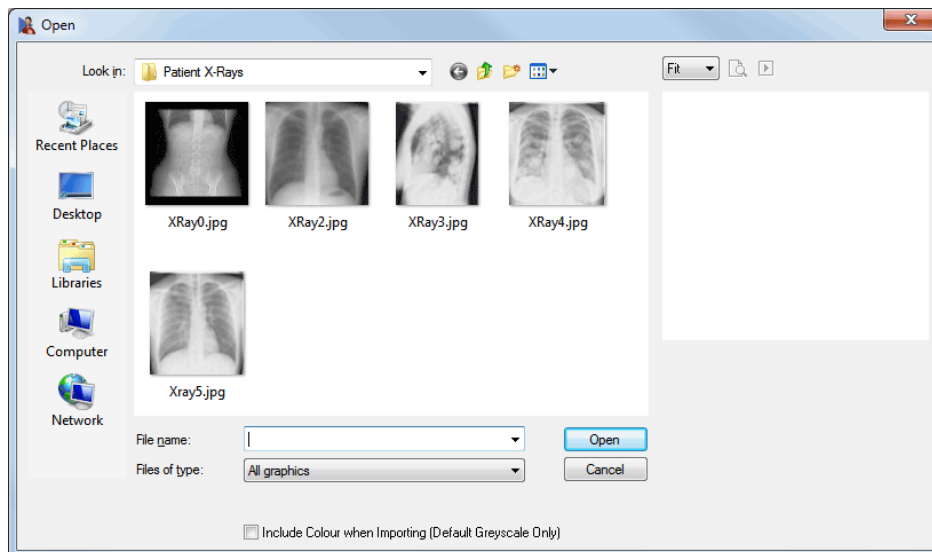 Open
Look in:
Patient X-Rays
Fit
Recent Places
Desktop
Libraries
Computer
Network
XRay0.jpg
XRay2.jpg
XRay3.jpg
XRay4.jpg
Xray5.jpg
File name:
Open
Files of type:
All graphics
Cancel
Include Colour when Importing (Default Greyscale Only)